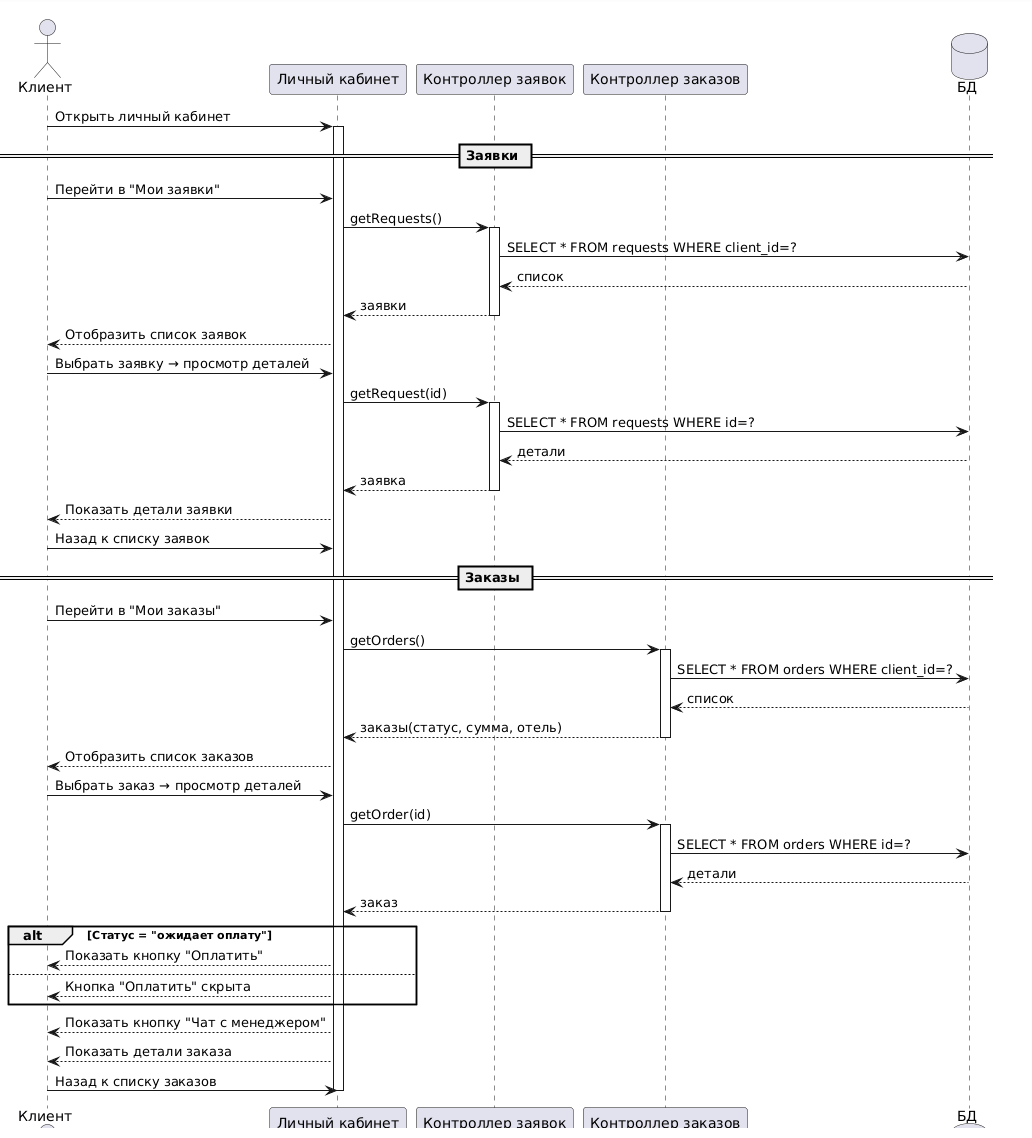 Клиент
Личный кабинет
Контроллер заявок
Контроллер заказов
БД
Открыть личный кабинет
Заявки
Перейти в "Мои заявки"
getRequests()
SELECT * FROM requests WHERE client_id=?
список
заявки
Отобразить список заявок
Выбрать заявку → просмотр деталей
getRequest(id)
SELECT * FROM requests WHERE id=?
детали
заявка
Показать детали заявки
Назад к списку заявок
Заказы
Перейти в "Мои заказы"
getOrders()
SELECT * FROM orders WHERE client_id=?
список
заказы(статус, сумма, отель)
Отобразить список заказов
Выбрать заказ → просмотр деталей
getOrder(id)
SELECT * FROM orders WHERE id=?
детали
заказ
alt [Статус = "ожидает оплату"]
Показать кнопку "Оплатить"
Кнопка "Оплатить" скрыта
Показать кнопку "Чат с менеджером"
Показать детали заказа
Назад к списку заказов
Клиент
Личный кабинет
Контроллер заявок
Контроллер заказов
БД